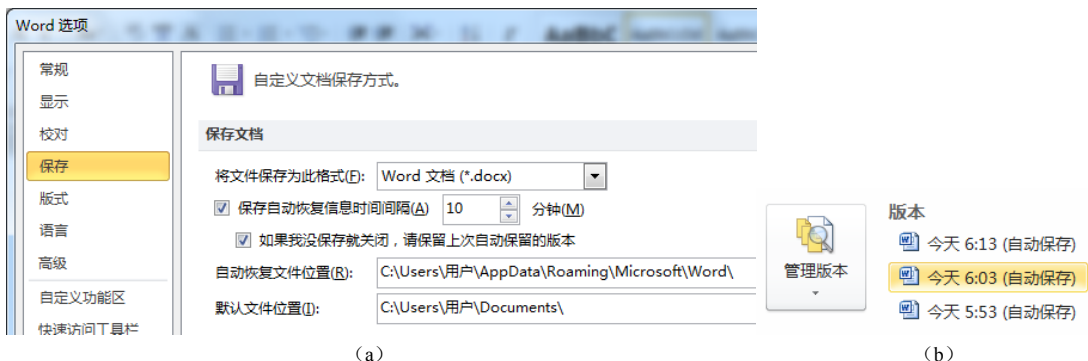 Word 选项
常规
显示
校对
保存
版式
语言
高级
自定义功能区
快速访问工具栏
自定义文档保存方式。
保存文档
将文件保存为此格式(F): Word 文档 (*.docx)
保存自动恢复信息时间间隔(A) 10 分钟(M)
如果我没保存就关闭，请保留上次自动保留的版本
自动恢复文件位置(R): C:\Users\用户\AppData\Roaming\Microsoft\Word\
默认文件位置(I): C:\Users\用户\Documents\
管理版本
版本
今天 6:13 (自动保存)
今天 6:03 (自动保存)
今天 5:53 (自动保存)
（a）
（b）